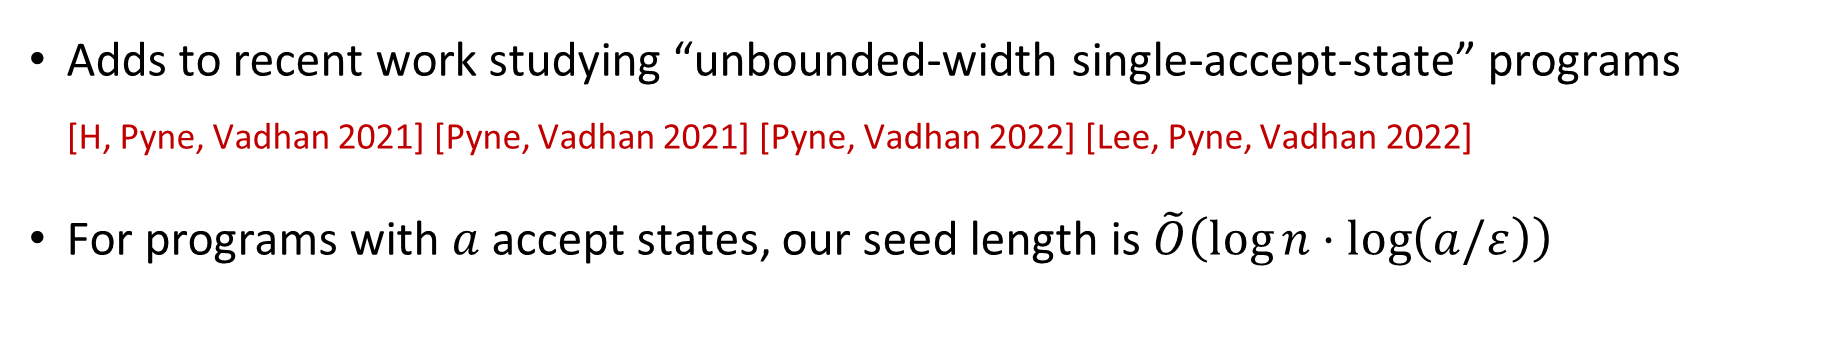 • Adds to recent work studying “unbounded-width single-accept-state” programs
[H, Pyne, Vadhan 2021] [Pyne, Vadhan 2021] [Pyne, Vadhan 2022] [Lee, Pyne, Vadhan 2022]
• For programs with 𝑎 accept states, our seed length is Õ(log 𝑛 · log(𝑎/𝜀))